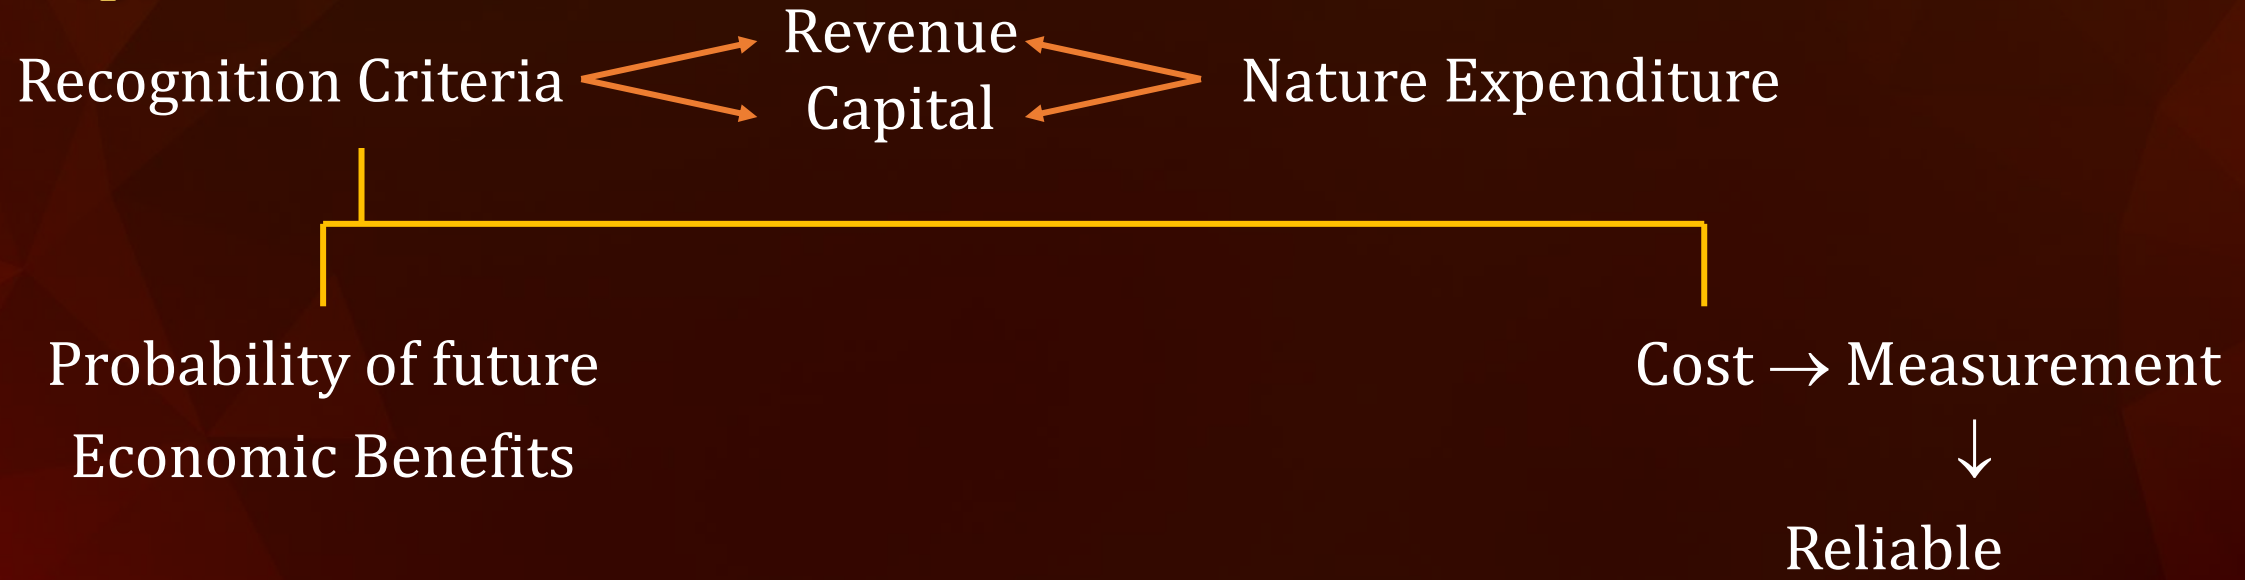 Revenue
Recognition Criteria Nature Expenditure
Capital
Probability of future Cost → Measurement
↓
Economic Benefits
Reliable